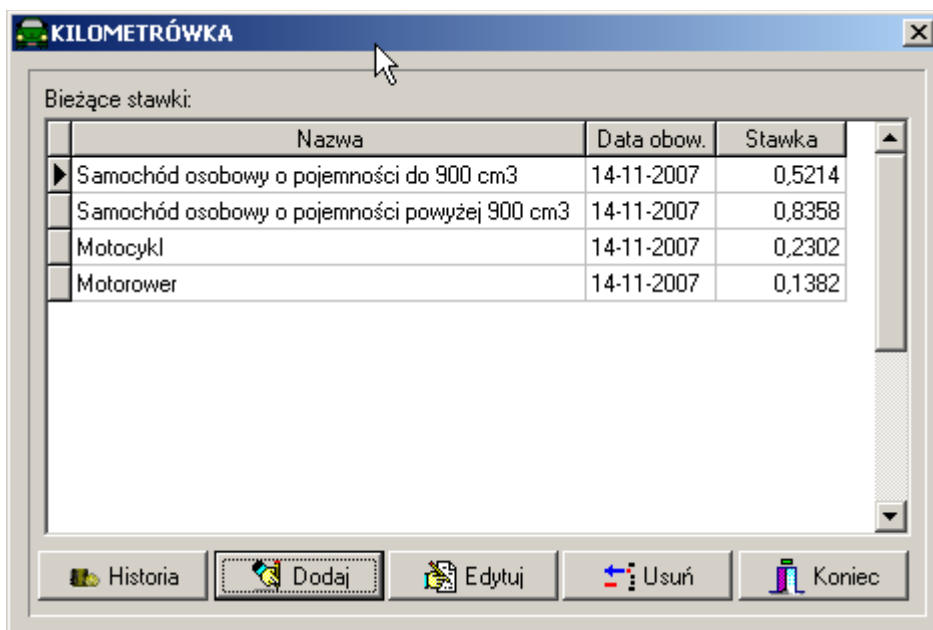 KILOMETRÓWKA
Bieżące stawki:
Nazwa Data obow. Stawka
Samochód osobowy o pojemności do 900 cm3 14-11-2007 0,5214
Samochód osobowy o pojemności powyżej 900 cm3 14-11-2007 0,8358
Motocykl 14-11-2007 0,2302
Motorower 14-11-2007 0,1382
Historia Dodaj Edytuj Usuń Koniec